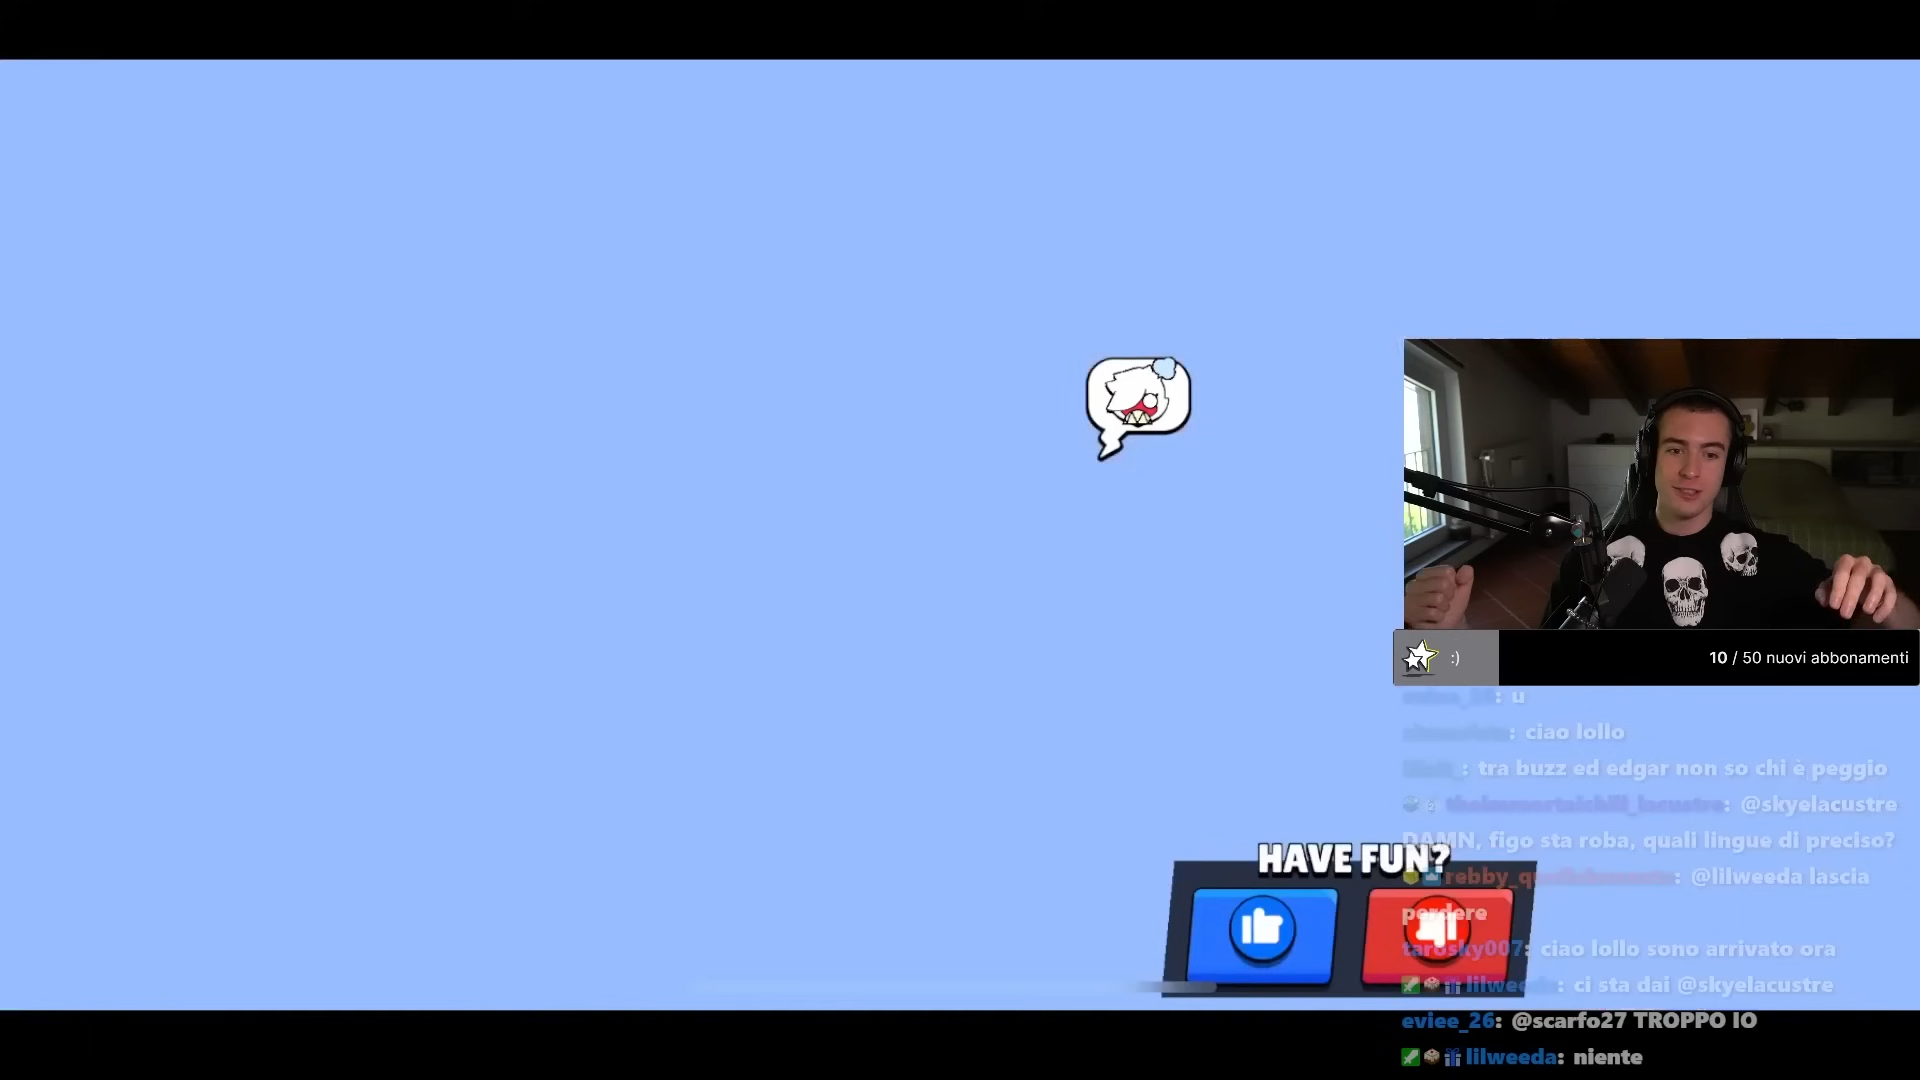 :)
10 / 50 nuovi abbonamenti
: u
: ciao lollo
: tra buzz ed edgar non so chi è peggio
: @skyelacustre
DAMN, figo sta roba, quali lingue di preciso?
HAVE FUN?
: @lilweeda lascia
perdere
tarosky007: ciao lollo sono arrivato ora
lilweeda: ci sta dai @skyelacustre
eviee_26: @scarfo27 TROPPO IO
lilweeda: niente